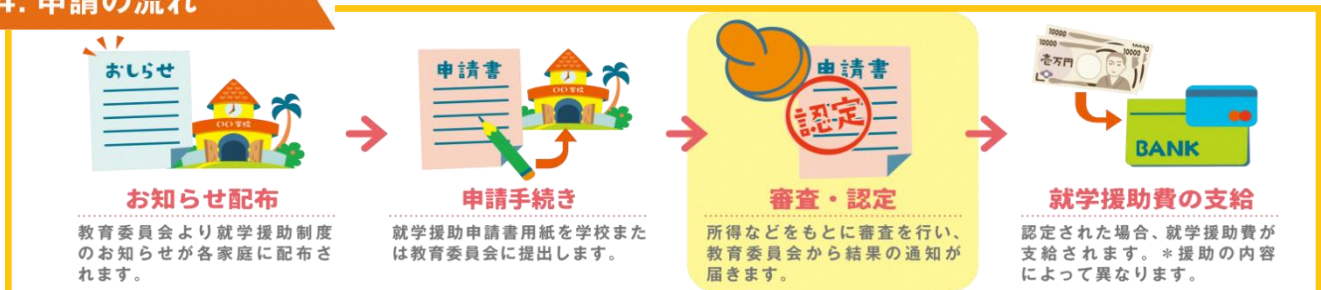 4. 申請の流れ
おしらせ
〇〇学校
お知らせ配布
教育委員会より就学援助制度
のお知らせが各家庭に配布さ
れます。
申請書
〇〇学校
申請手続き
就学援助申請書用紙を学校また
は教育委員会に提出します。
申請書
認定
審査・認定
所得などをもとに審査を行い、
教育委員会から結果の通知が
届きます。
10000
10000
10000
壱万円
BANK
就学援助費の支給
認定された場合、就学援助費が
支給されます。＊援助の内容
によって異なります。